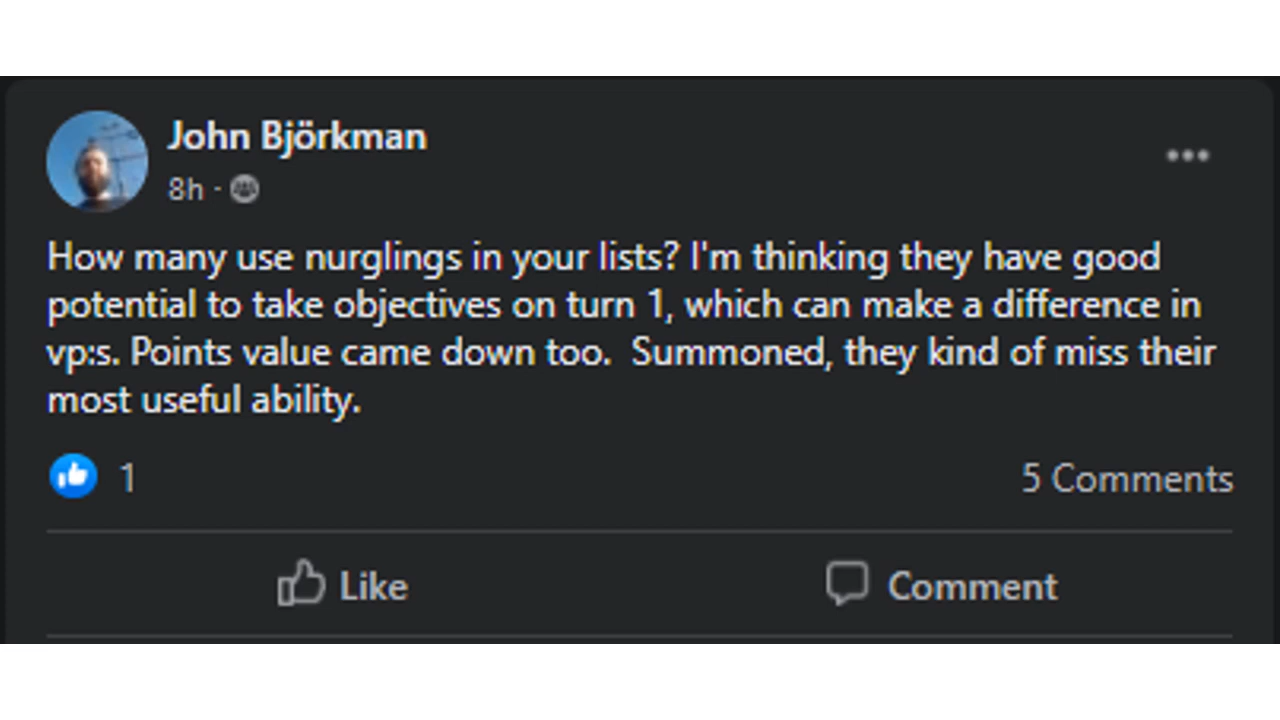 John Björkman
8h ·
How many use nurglings in your lists? I'm thinking they have good
potential to take objectives on turn 1, which can make a difference in
vp:s. Points value came down too.  Summoned, they kind of miss their
most useful ability.
1
5 Comments
Like
Comment